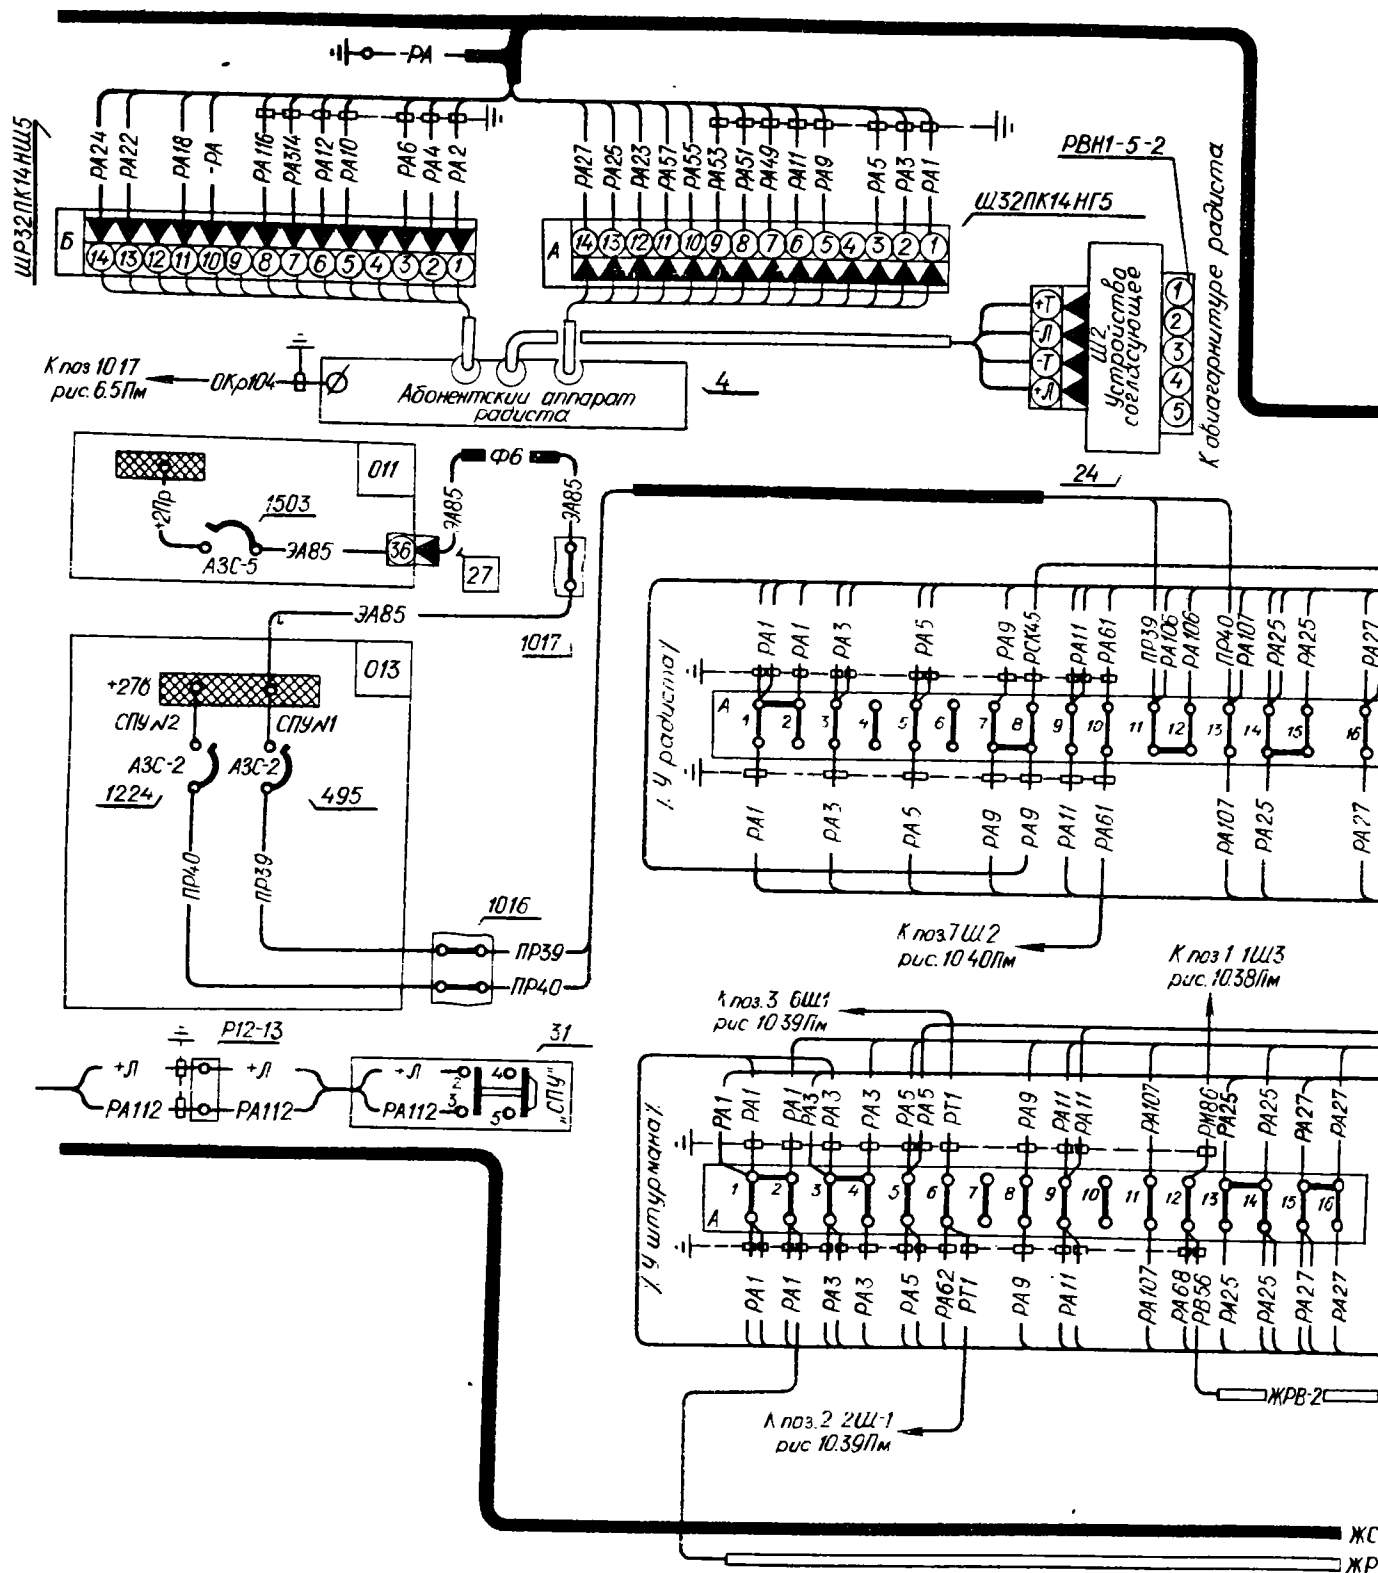 -РА
ШР32ПК14НШ5
РА24
РА22
РА18
-РА
РА116
РА314
РА12
РА10
РА6
РА4
РА2
Б
14 13 12 11 10 9 8 7 6 5 4 3 2 1
РА27
РА25
РА23
РА57
РА55
РА53
РА51
РА49
РА11
РА9
РА5
РА3
РА1
А
14 13 12 11 10 9 8 7 6 5 4 3 2 1
Ш32ПК14НГ5
РВН1-5-2
К авиагарнитуре радиста
+Т
-Л
-Т
+Л
Ш2
Устройство
согласующее
1
2
3
4
5
24
К поз 1017
рис. 6.5Пм
ОКр104
Абонентский аппарат
радиста
4
011
+2Пр
1503
АЗС-5
ЭА85
36
27
ЭА85
Ф6
ЭА85
ЭА85
1017
013
+27в
СПУ№2
СПУ№1
АЗС-2
АЗС-2
1224
495
ПР40
ПР39
1016
ПР39
ПР40
/. У радиста/.
РА1
РА1
РА3
РА5
РА9
РСК45
РА11
РА61
ПР39
РА106
РА106
ПР40
РА107
РА25
РА25
РА27
А
1 2 3 4 5 6 7 8 9 10 11 12 13 14 15 16
РА1
РА3
РА5
РА9
РА9
РА11
РА61
РА107
РА25
РА27
К поз.7 Ш2
рис. 10.40Пм
К поз 1 1Ш3
рис. 10.38Пм
к поз. 3 6Ш1
рис 10.39Пм
Р12-13
+Л
+Л
+Л
РА112
РА112
РА112
31
2
3
4
5
„СПУ"
/. У штурмана/.
РА1
РА1
РА1
РА3
РА3
РА3
РА5
РА5
РТ1
РА9
РА11
РА11
РА107
РЖ86
РА25
РА25
РА27
РА27
А
1 2 3 4 5 6 7 8 9 10 11 12 13 14 15 16
РА1
РА1
РА3
РА3
РА5
РА62
РТ1
РА9
РА11
РА107
РА68
РВ56
РА25
РА25
РА27
РА27
ЖРВ-2
К поз. 2 2Ш-1
рис 10.39Пм
ЖС
ЖР